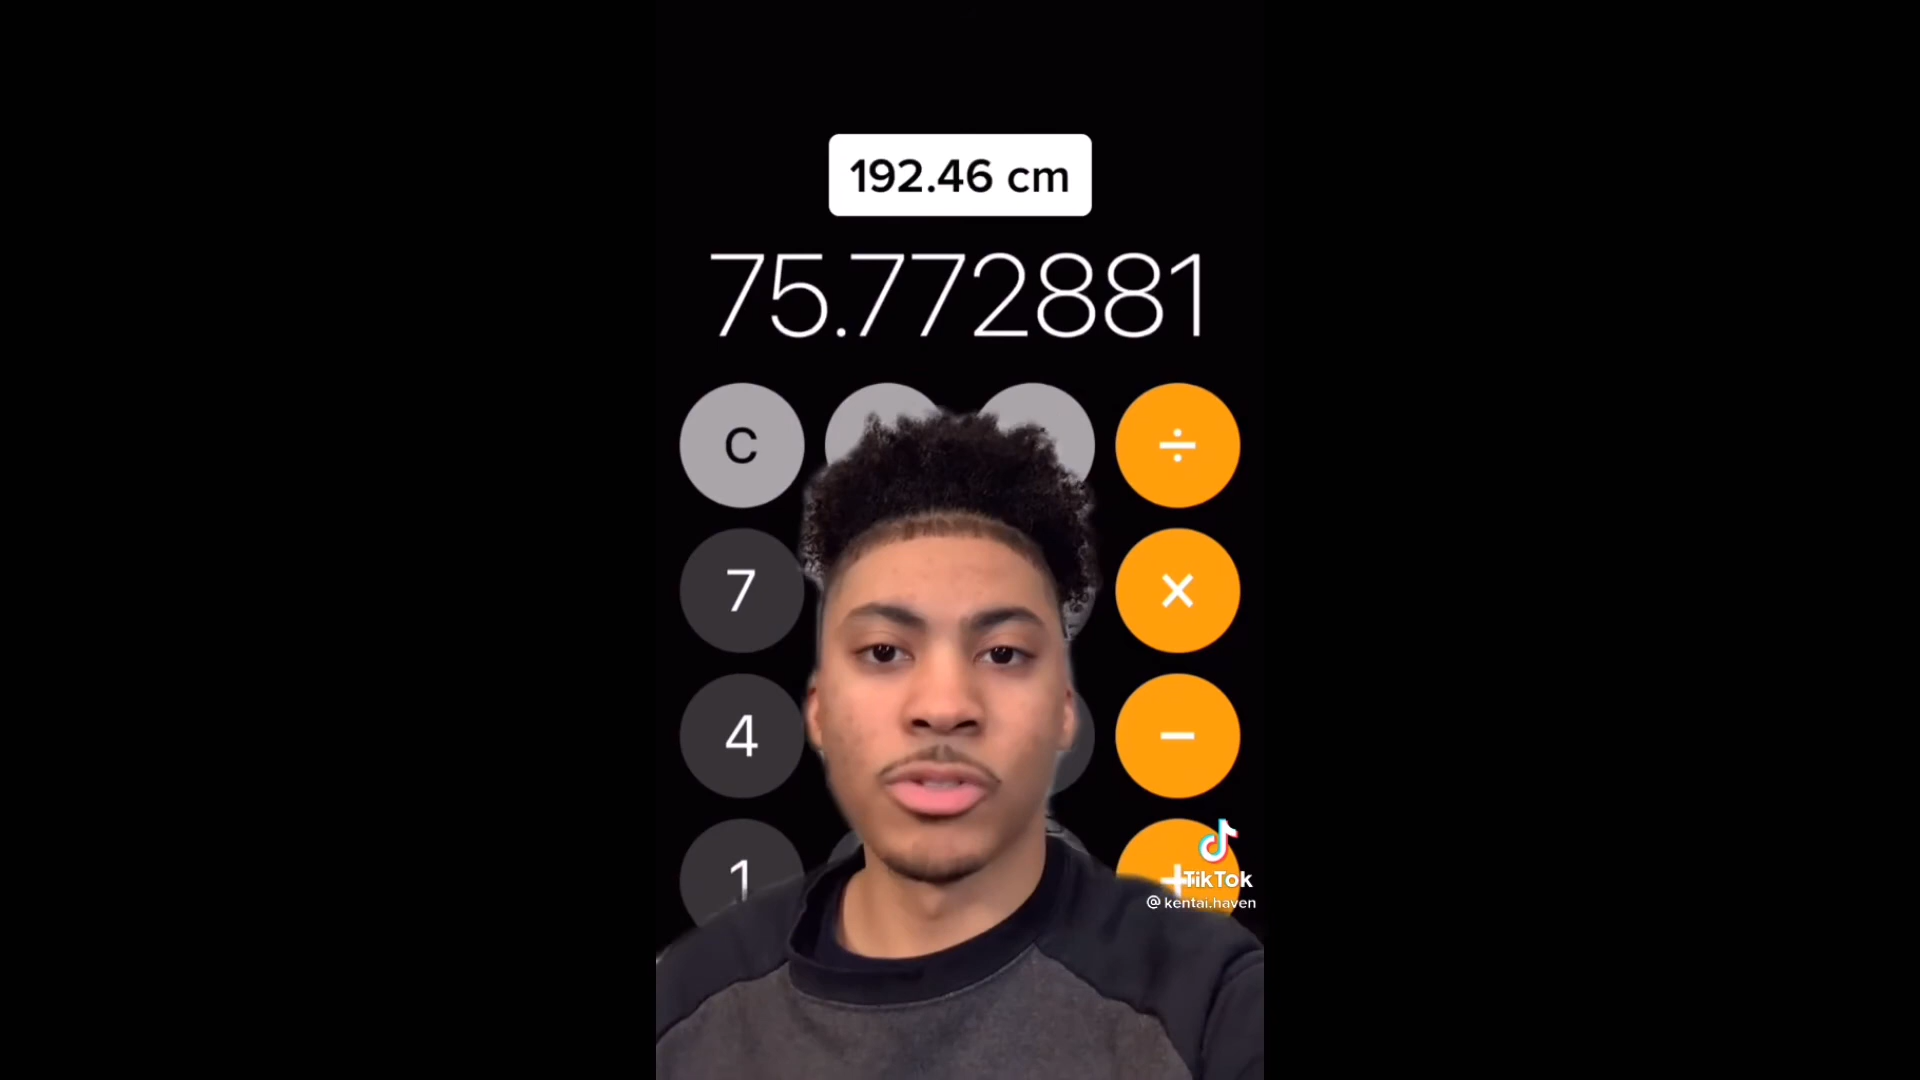 192.46 cm
75.772881
C ÷
7 ×
4 −
1 +
TikTok
@kentai.haven